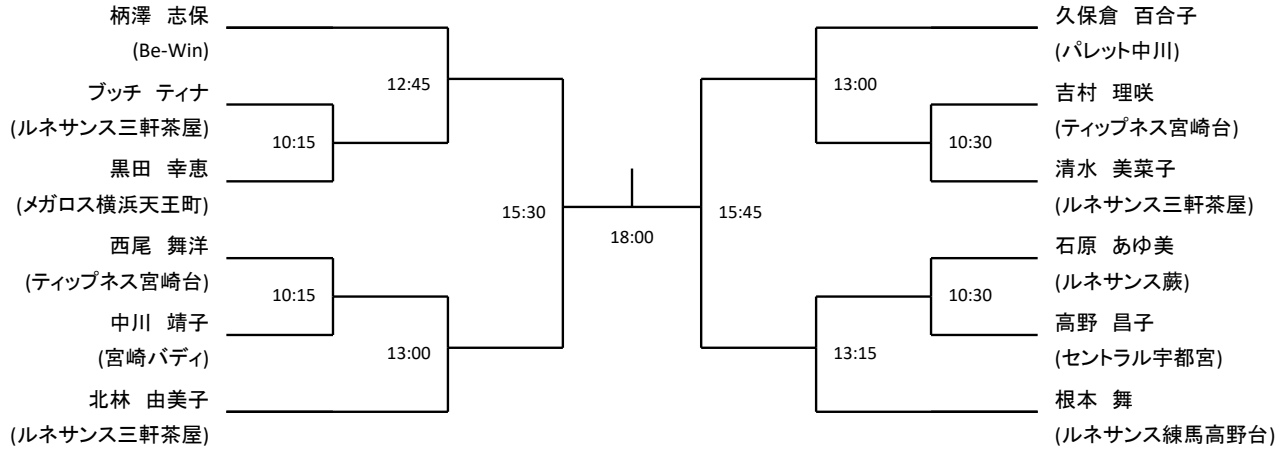 柄澤　志保
(Be-Win)
ブッチ　ティナ
(ルネサンス三軒茶屋)
黒田　幸恵
(メガロス横浜天王町)
西尾　舞洋
(ティップネス宮崎台)
中川　靖子
(宮崎バディ)
北林　由美子
(ルネサンス三軒茶屋)
12:45
10:15
10:15
13:00
15:30
18:00
15:45
13:00
10:30
10:30
13:15
久保倉　百合子
(パレット中川)
吉村　理咲
(ティップネス宮崎台)
清水　美菜子
(ルネサンス三軒茶屋)
石原　あゆ美
(ルネサンス蕨)
高野　昌子
(セントラル宇都宮)
根本　舞
(ルネサンス練馬高野台)